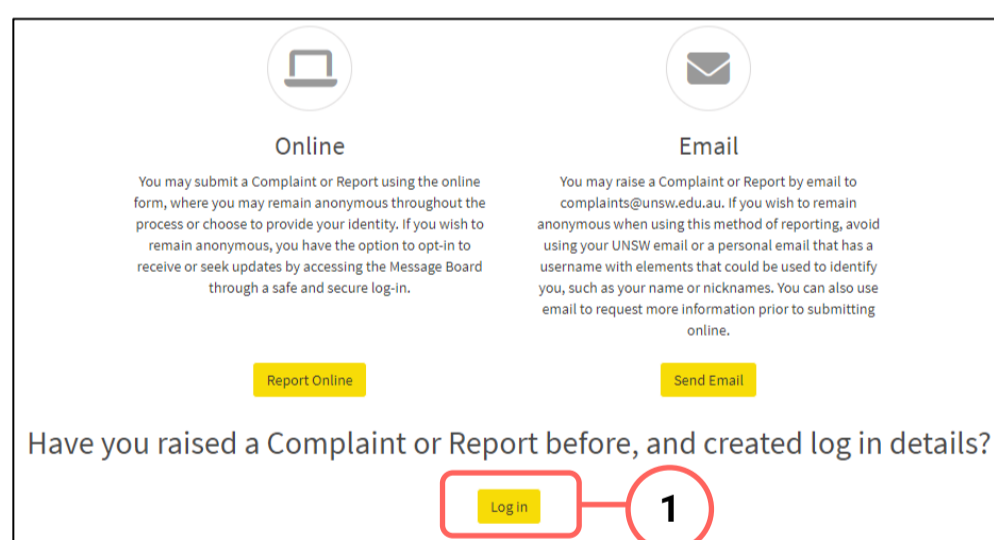 Online
You may submit a Complaint or Report using the online
form, where you may remain anonymous throughout the
process or choose to provide your identity. If you wish to
remain anonymous, you have the option to opt-in to
receive or seek updates by accessing the Message Board
through a safe and secure log-in.
Report Online
Email
You may raise a Complaint or Report by email to
complaints@unsw.edu.au. If you wish to remain
anonymous when using this method of reporting, avoid
using your UNSW email or a personal email that has a
username with elements that could be used to identify
you, such as your name or nicknames. You can also use
email to request more information prior to submitting
online.
Send Email
Have you raised a Complaint or Report before, and created log in details?
Log in
1